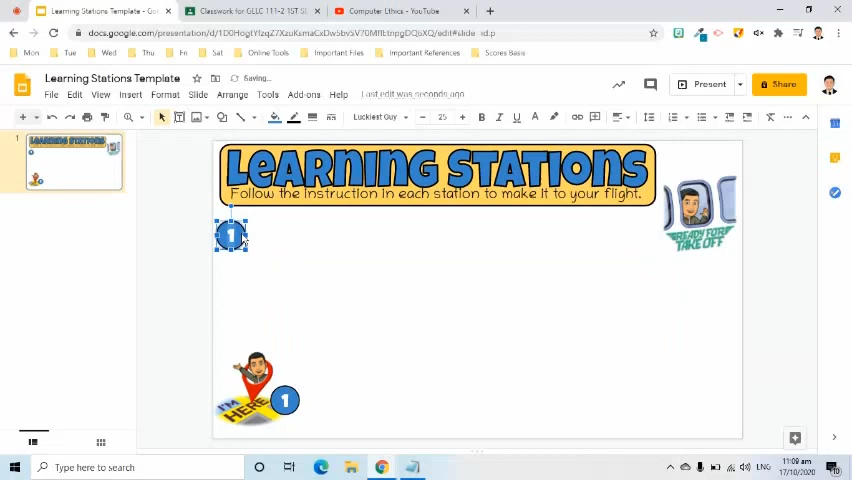 Learning Stations Template - Go
Classwork for GELC 111-2 1ST S
Computer Ethics - YouTube
Mon
Tue
Wed
Thu
Fri
Sat
Online Tools
Important Files
Important References
Scores Basis
Learning Stations Template
Saving...
File
Edit
View
Insert
Format
Slide
Arrange
Tools
Add-ons
Help
Last edit was seconds ago
Present
Share
Luckiest Guy
25
B
I
U
A
1
LEARNING STATIONS
Follow the instruction in each station to make it to your flight.
READY FOR
TAKE OFF
1
I'M
HERE
1
Type here to search
ENG
11:09 am
17/10/2020
10